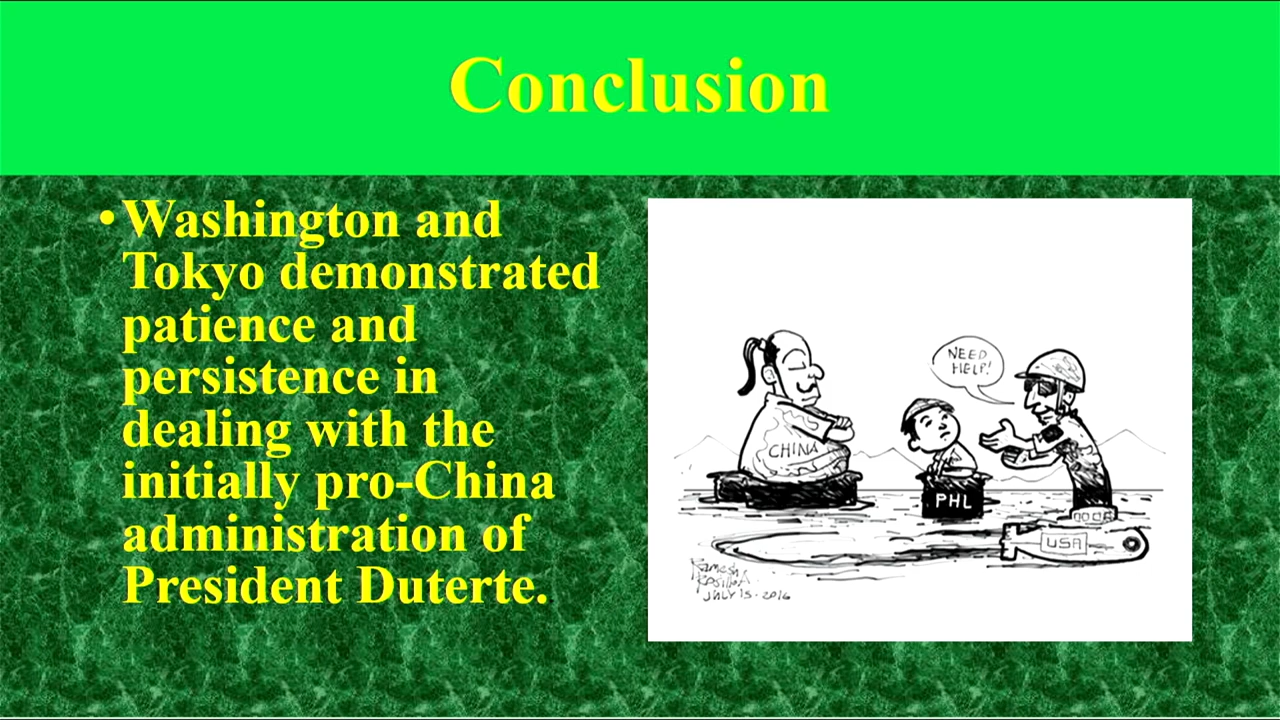 Conclusion
• Washington and
Tokyo demonstrated
patience and
persistence in
dealing with the
initially pro-China
administration of
President Duterte.
NEED
HELP!
CHINA
PHL
USA
JULY 15-2016